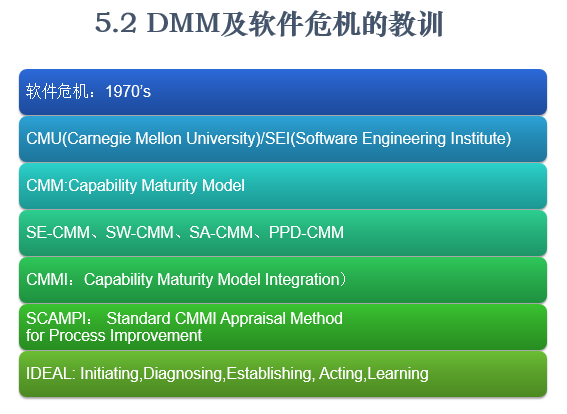 5.2 DMM及软件危机的教训
软件危机：1970’s
CMU(Carnegie Mellon University)/SEI(Software Engineering Institute)
CMM:Capability Maturity Model
SE-CMM、SW-CMM、SA-CMM、PPD-CMM
CMMI：Capability Maturity Model Integration）
SCAMPI： Standard CMMI Appraisal Method
for Process Improvement
IDEAL: Initiating,Diagnosing,Establishing, Acting,Learning